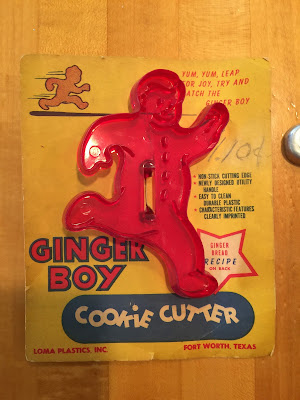 YUM, YUM, LEAP
FOR JOY, TRY AND
CATCH THE
GINGER BOY
10¢
• NON-STICK CUTTING EDGE
• NEWLY DESIGNED UTILITY
HANDLE
• EASY TO CLEAN
DURABLE PLASTIC
• CHARACTERISTIC FEATURES
CLEARLY IMPRINTED
GINGER
BOY
GINGER
BREAD
RECIPE
ON BACK
COOKIE CUTTER
LOMA PLASTICS, INC.
FORT WORTH, TEXAS